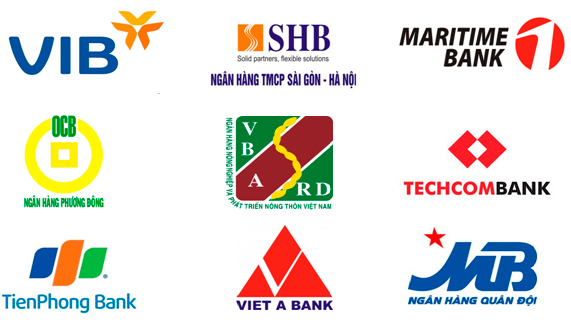 VIB
SHB
Solid partners, flexible solutions
NGÂN HÀNG TMCP SÀI GÒN - HÀ NỘI
MARITIME
BANK
OCB
NGÂN HÀNG PHƯƠNG ĐÔNG
V
B
A
RD
NGÂN HÀNG NÔNG NGHIỆP VÀ
PHÁT TRIỂN NÔNG THÔN VIỆT NAM
TECHCOMBANK
TienPhong Bank
VIET A BANK
MB
NGÂN HÀNG QUÂN ĐỘI